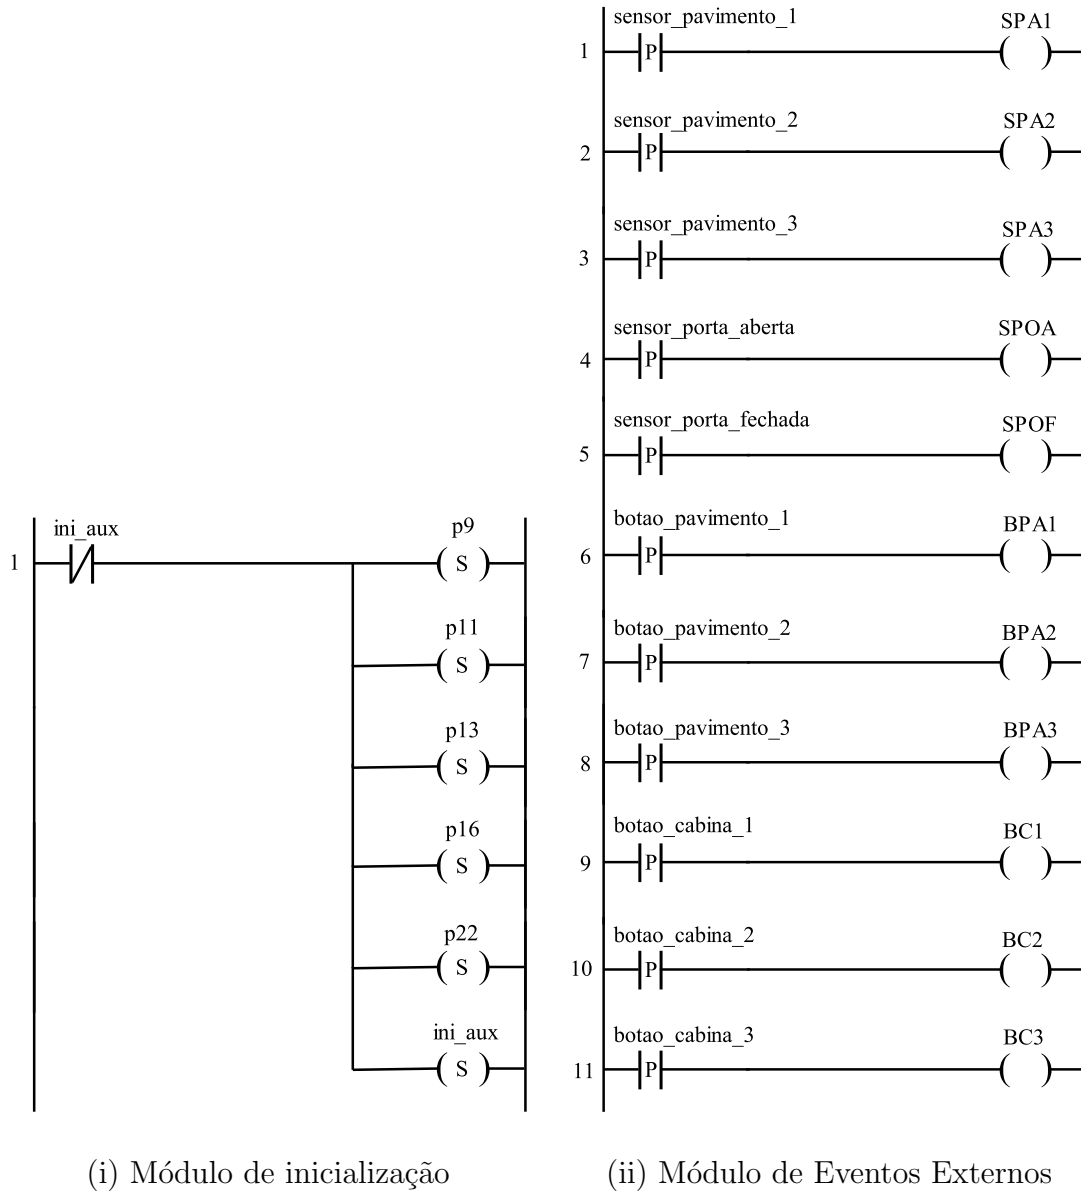 ini_aux
p9
1
S
p11
S
p13
S
p16
S
p22
S
ini_aux
S
(i) Módulo de inicialização
sensor_pavimento_1
SPA1
1
P
sensor_pavimento_2
SPA2
2
P
sensor_pavimento_3
SPA3
3
P
sensor_porta_aberta
SPOA
4
P
sensor_porta_fechada
SPOF
5
P
botao_pavimento_1
BPA1
6
P
botao_pavimento_2
BPA2
7
P
botao_pavimento_3
BPA3
8
P
botao_cabina_1
BC1
9
P
botao_cabina_2
BC2
10
P
botao_cabina_3
BC3
11
P
(ii) Módulo de Eventos Externos